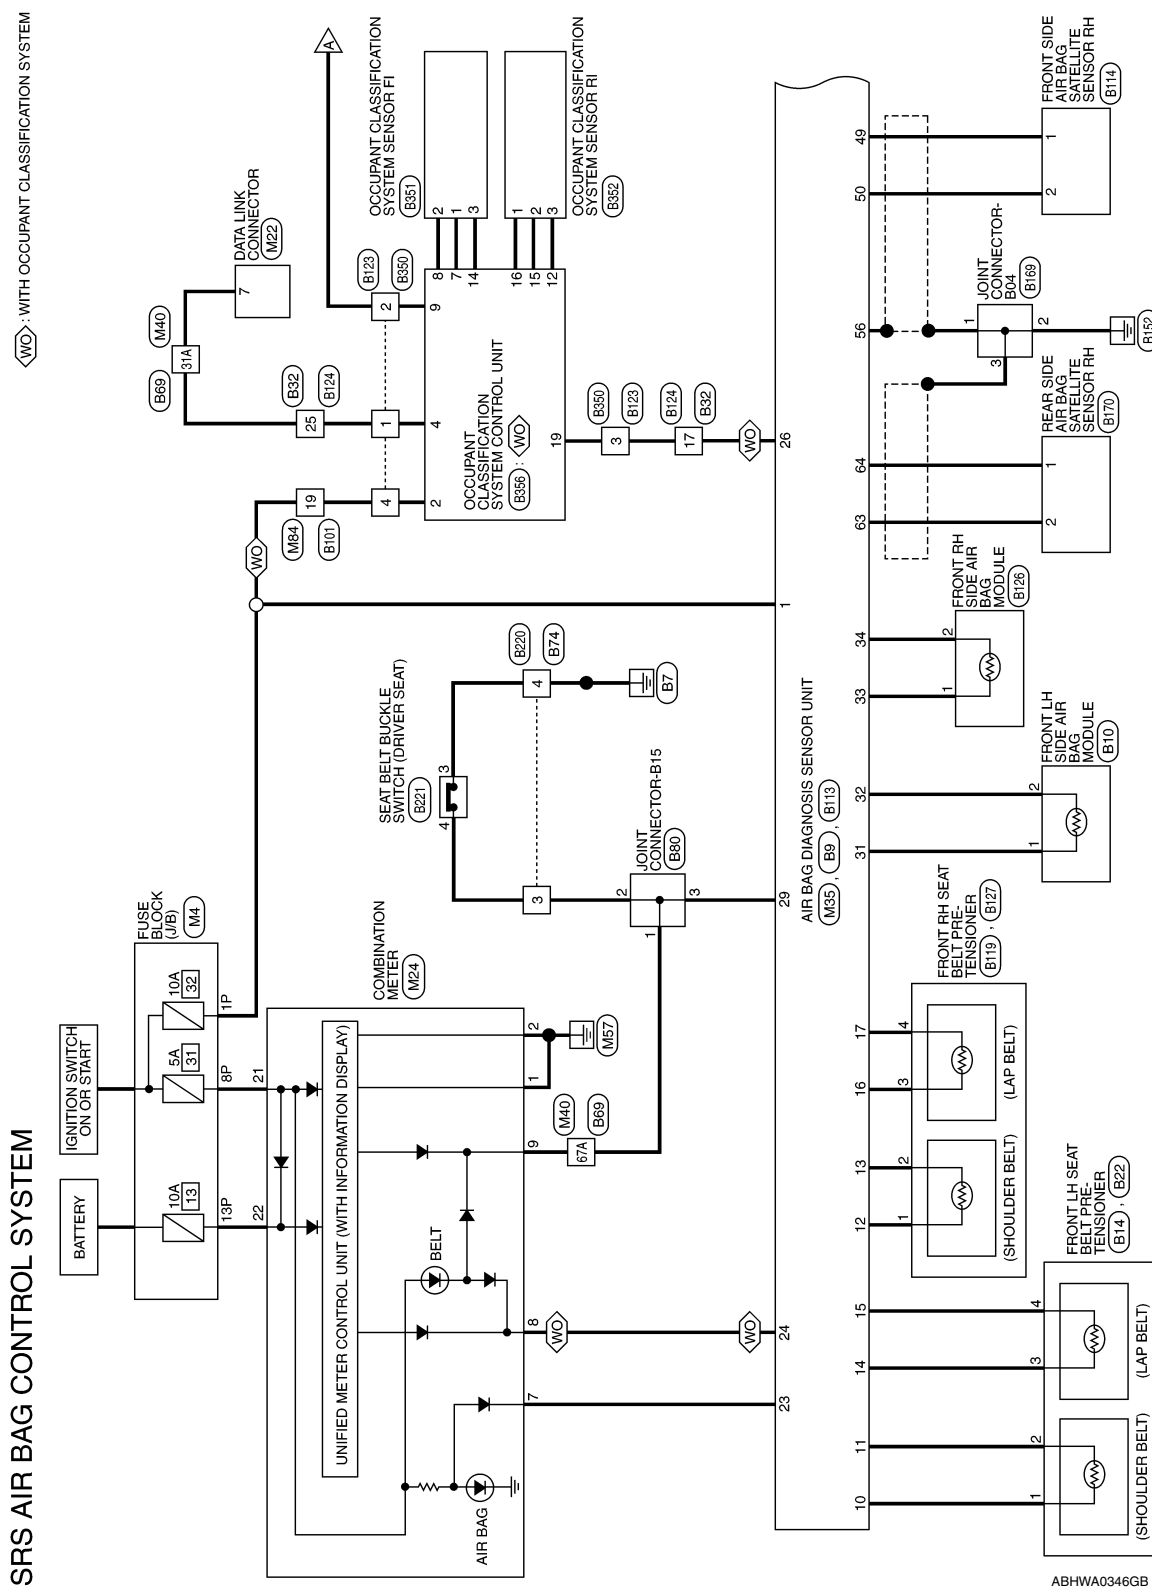 SRS AIR BAG CONTROL SYSTEM
WO : WITH OCCUPANT CLASSIFICATION SYSTEM
BATTERY
IGNITION SWITCH
ON OR START
FUSE
BLOCK
(J/B)
M4
10A
13
5A
31
10A
32
13P
8P
1P
22
21
WO
M84
B101
19
4
2
B69
M40
31A
DATA LINK
CONNECTOR
M22
7
B32
B124
25
1
4
B123
B350
2
9
A
OCCUPANT
CLASSIFICATION
SYSTEM CONTROL UNIT
B356 : WO
8
7
14
16
15
12
19
OCCUPANT CLASSIFICATION
SYSTEM SENSOR FI
B351
2
1
3
OCCUPANT CLASSIFICATION
SYSTEM SENSOR RI
B352
1
2
3
B350
B123
3
B124
B32
17
WO
26
UNIFIED METER CONTROL UNIT (WITH INFORMATION DISPLAY)
COMBINATION
METER
M24
AIR BAG
BELT
7
8
9
1
2
M57
WO
WO
M40
B69
67A
SEAT BELT BUCKLE
SWITCH (DRIVER SEAT)
B221
4
3
3
4
B220
B74
B7
JOINT
CONNECTOR-B15
B80
1
2
3
23
24
29
1
AIR BAG DIAGNOSIS SENSOR UNIT
M35 , B9 , B113
10
11
14
15
12
13
16
17
31
32
33
34
63
64
56
50
49
FRONT LH SEAT
BELT PRE-
TENSIONER
B14 , B22
1
2
3
4
(SHOULDER BELT)
(LAP BELT)
FRONT RH SEAT
BELT PRE-
TENSIONER
B119 , B127
1
2
3
4
(SHOULDER BELT)
(LAP BELT)
FRONT LH
SIDE AIR
BAG
MODULE
B10
1
2
FRONT RH
SIDE AIR
BAG
MODULE
B126
1
2
REAR SIDE
AIR BAG
SATELLITE
SENSOR RH
B170
2
1
JOINT
CONNECTOR-
B04
B169
1
2
3
B152
FRONT SIDE
AIR BAG
SATELLITE
SENSOR RH
B114
2
1
ABHWA0346GB